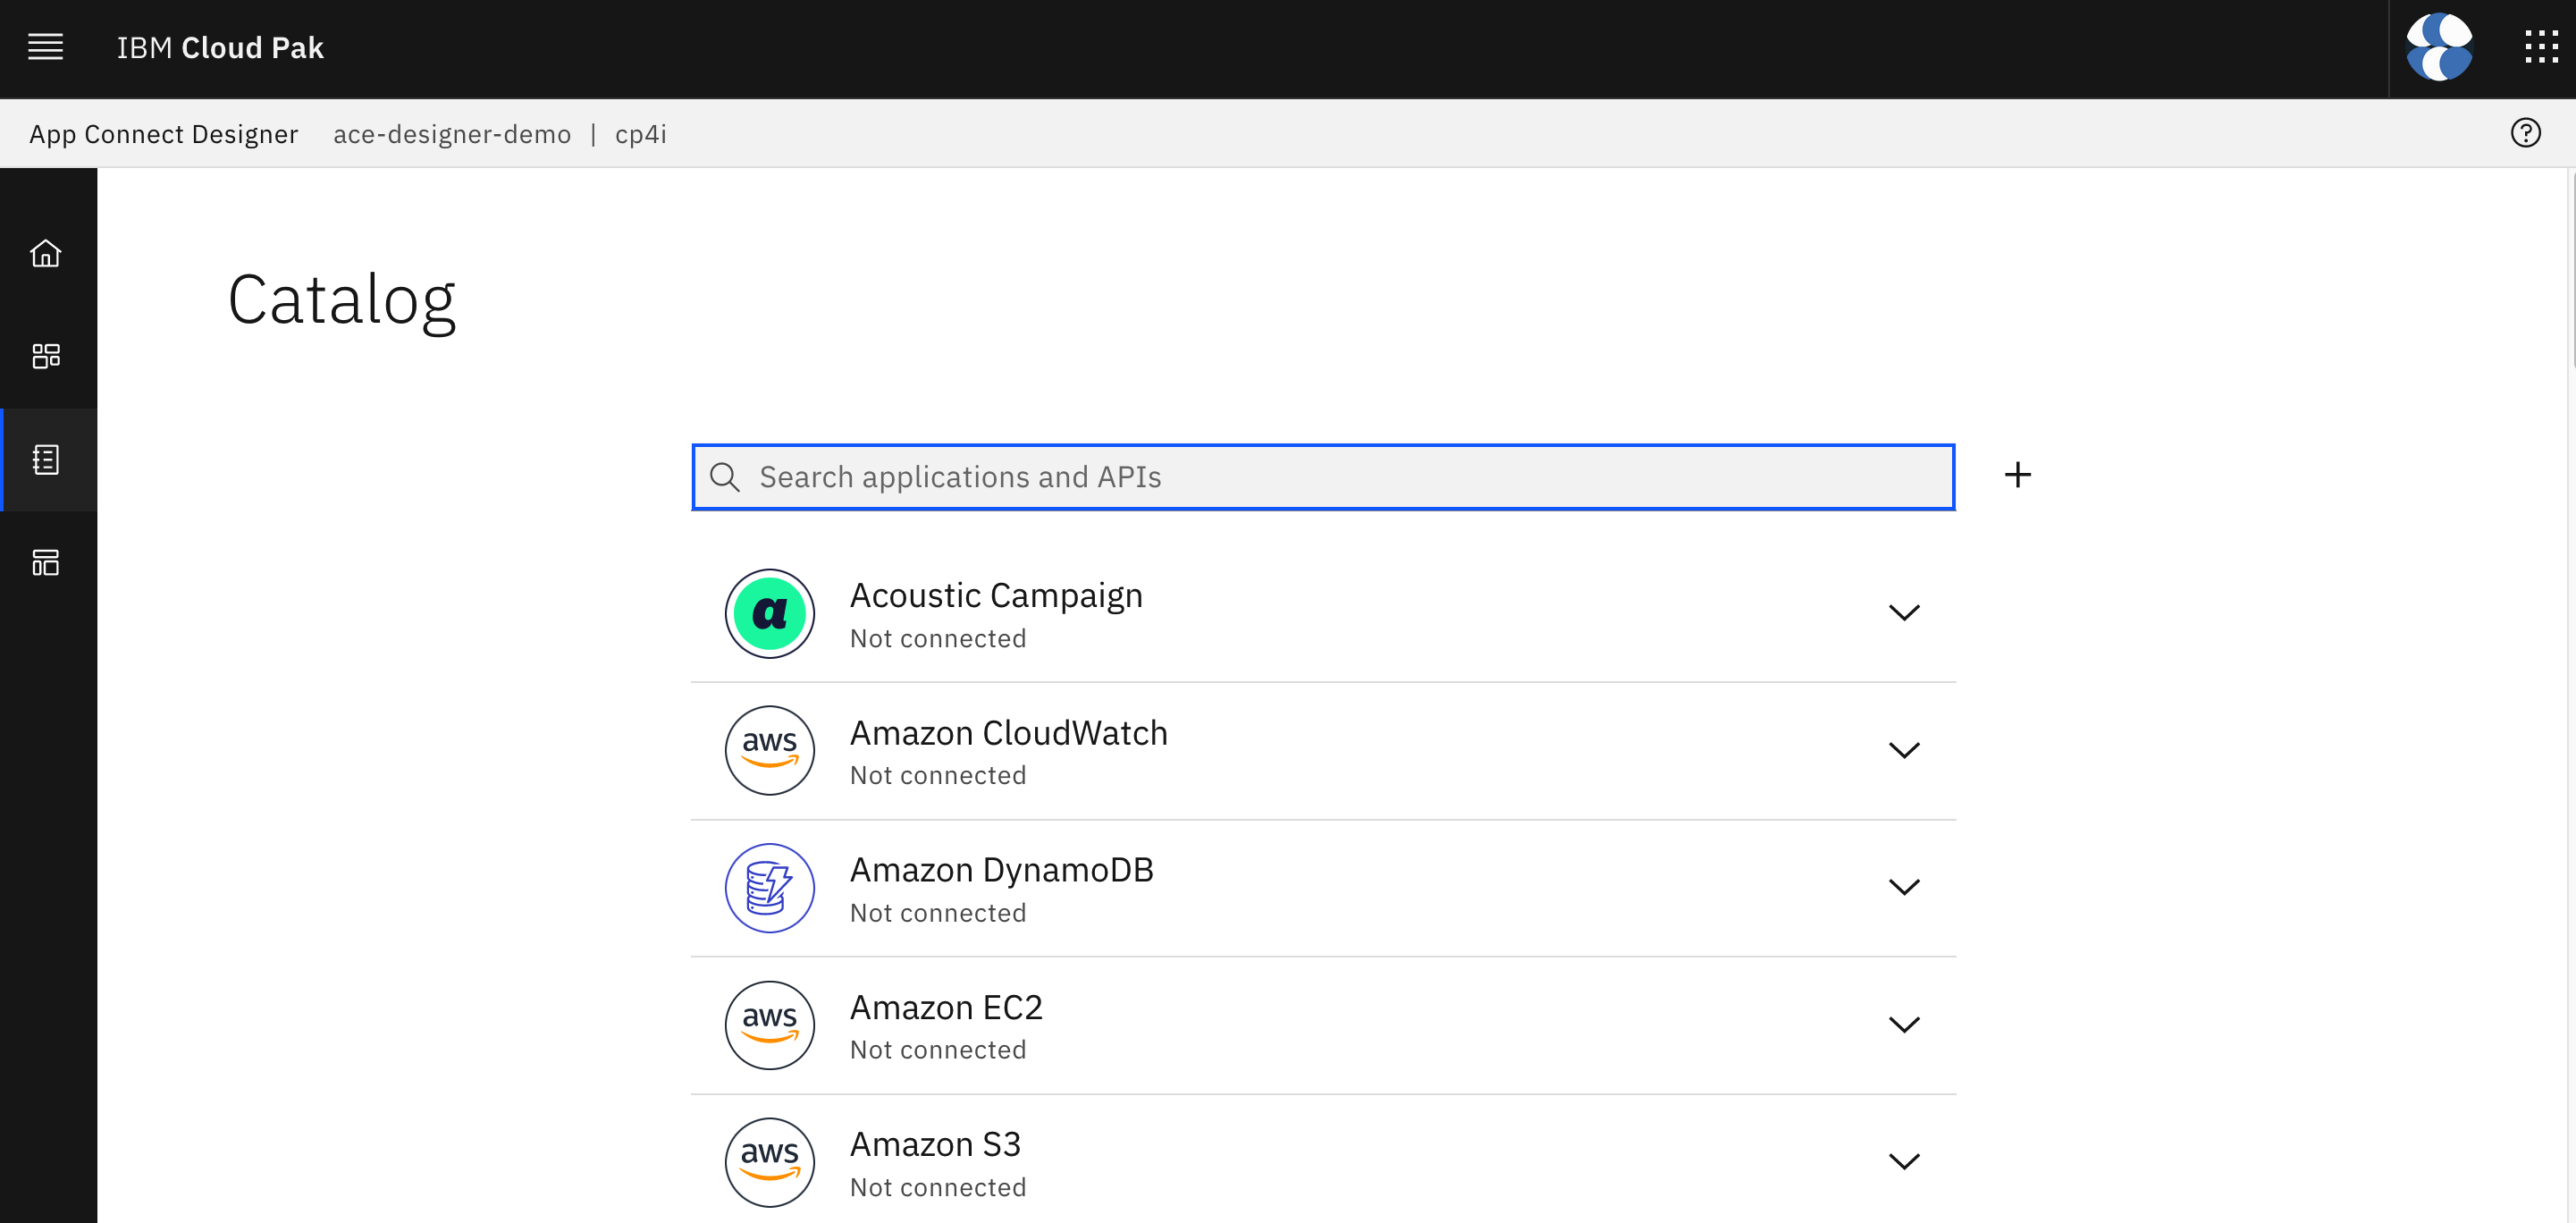 IBM Cloud Pak
App Connect Designer ace-designer-demo | cp4i
Catalog
Search applications and APIs
a
Acoustic Campaign
Not connected
aws
Amazon CloudWatch
Not connected
Amazon DynamoDB
Not connected
aws
Amazon EC2
Not connected
aws
Amazon S3
Not connected